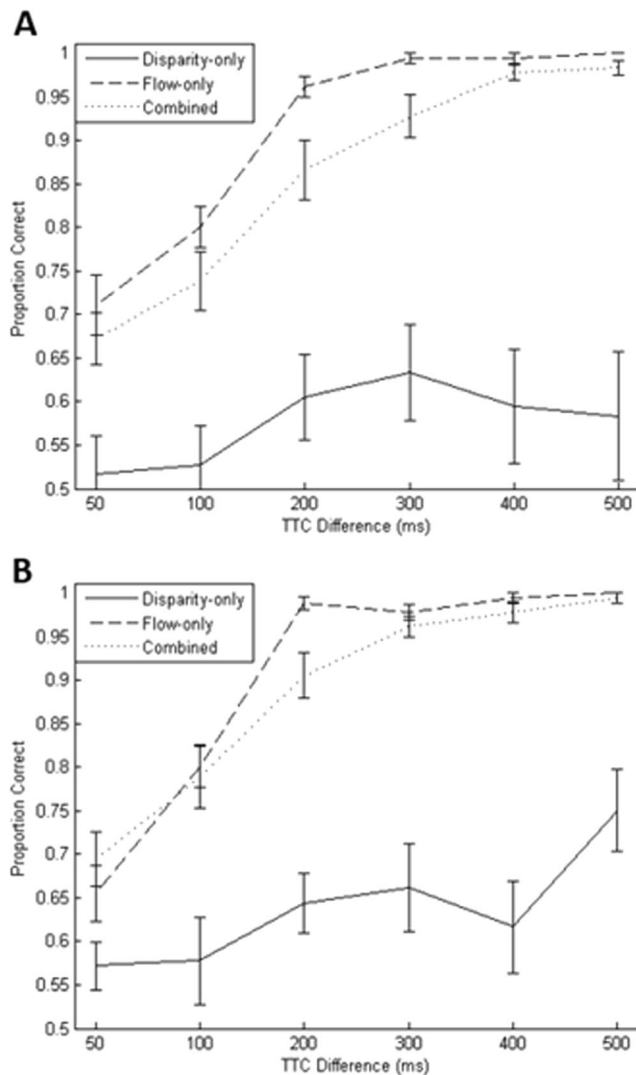 A
1
0.95
0.9
0.85
0.8
0.75
0.7
0.65
0.6
0.55
0.5
Proportion Correct
Disparity-only
Flow-only
Combined
50 100 200 300 400 500
TTC Difference (ms)
B
1
0.95
0.9
0.85
0.8
0.75
0.7
0.65
0.6
0.55
0.5
Proportion Correct
Disparity-only
Flow-only
Combined
50 100 200 300 400 500
TTC Difference (ms)